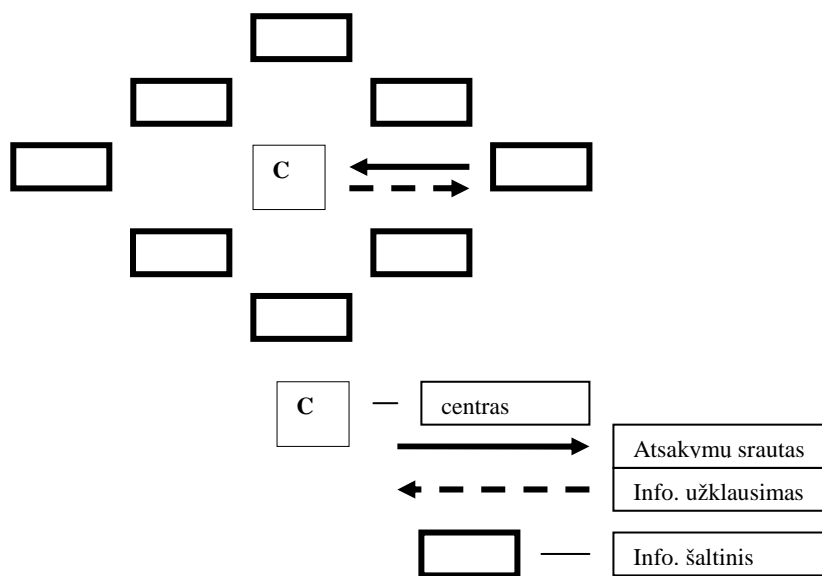 C
C
centras
Atsakymu srautas
Info. užklausimas
Info. šaltinis